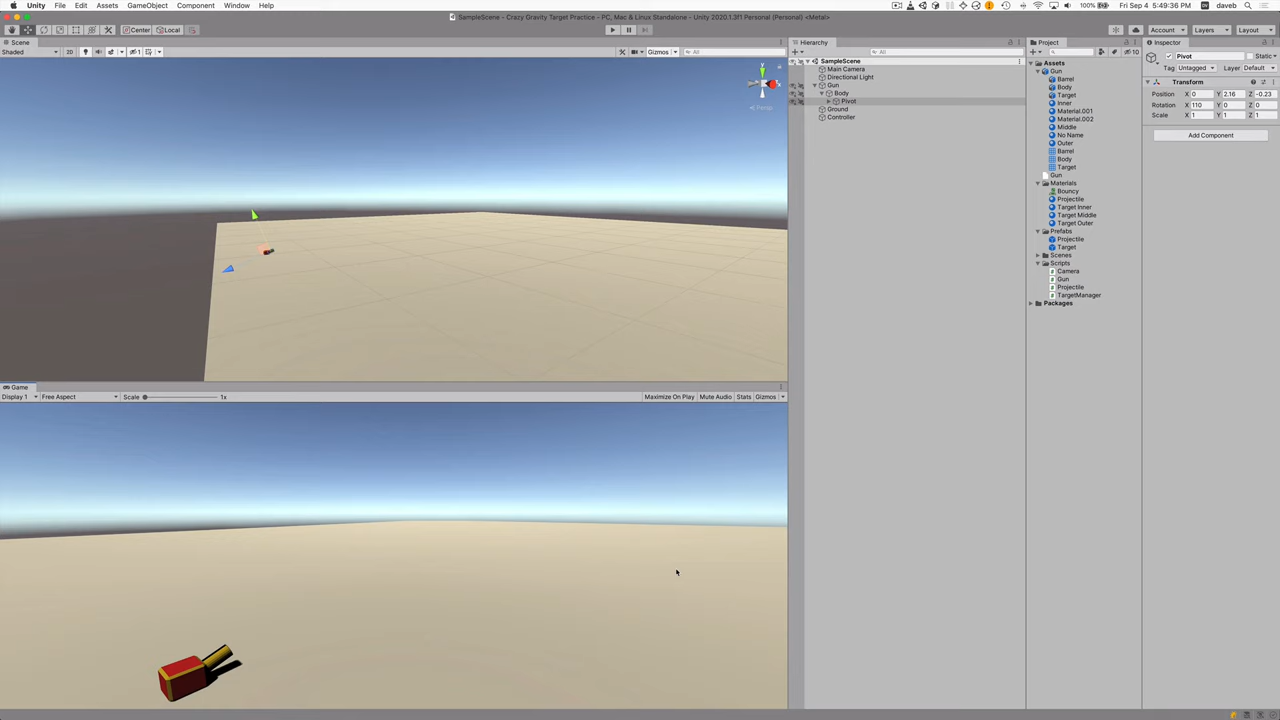 Unity File Edit Assets GameObject Component Window Help
100% Fri Sep 4 5:49:36 PM daveb
SampleScene - Crazy Gravity Target Practice - PC, Mac & Linux Standalone - Unity 2020.1.3f1 Personal (Personal) <Metal>
Center Local Account Layers Layout
Scene
Shaded 2D Gizmos All
y
x
Persp
Game
Display 1 Free Aspect Scale 1x Maximize On Play Mute Audio Stats Gizmos
Hierarchy
All
SampleScene
Main Camera
Directional Light
Gun
Body
Pivot
Ground
Controller
Project
10
Assets
Gun
Barrel
Body
Target
Inner
Material.001
Material.002
Middle
No Name
Outer
Barrel
Body
Target
Gun
Materials
Bouncy
Projectile
Target Inner
Target Middle
Target Outer
Prefabs
Projectile
Target
Scenes
Scripts
Camera
Gun
Projectile
TargetManager
Packages
Inspector
Pivot Static
Tag Untagged Layer Default
Transform
Position X 0 Y 2.16 Z -0.23
Rotation X 110 Y 0 Z 0
Scale X 1 Y 1 Z 1
Add Component